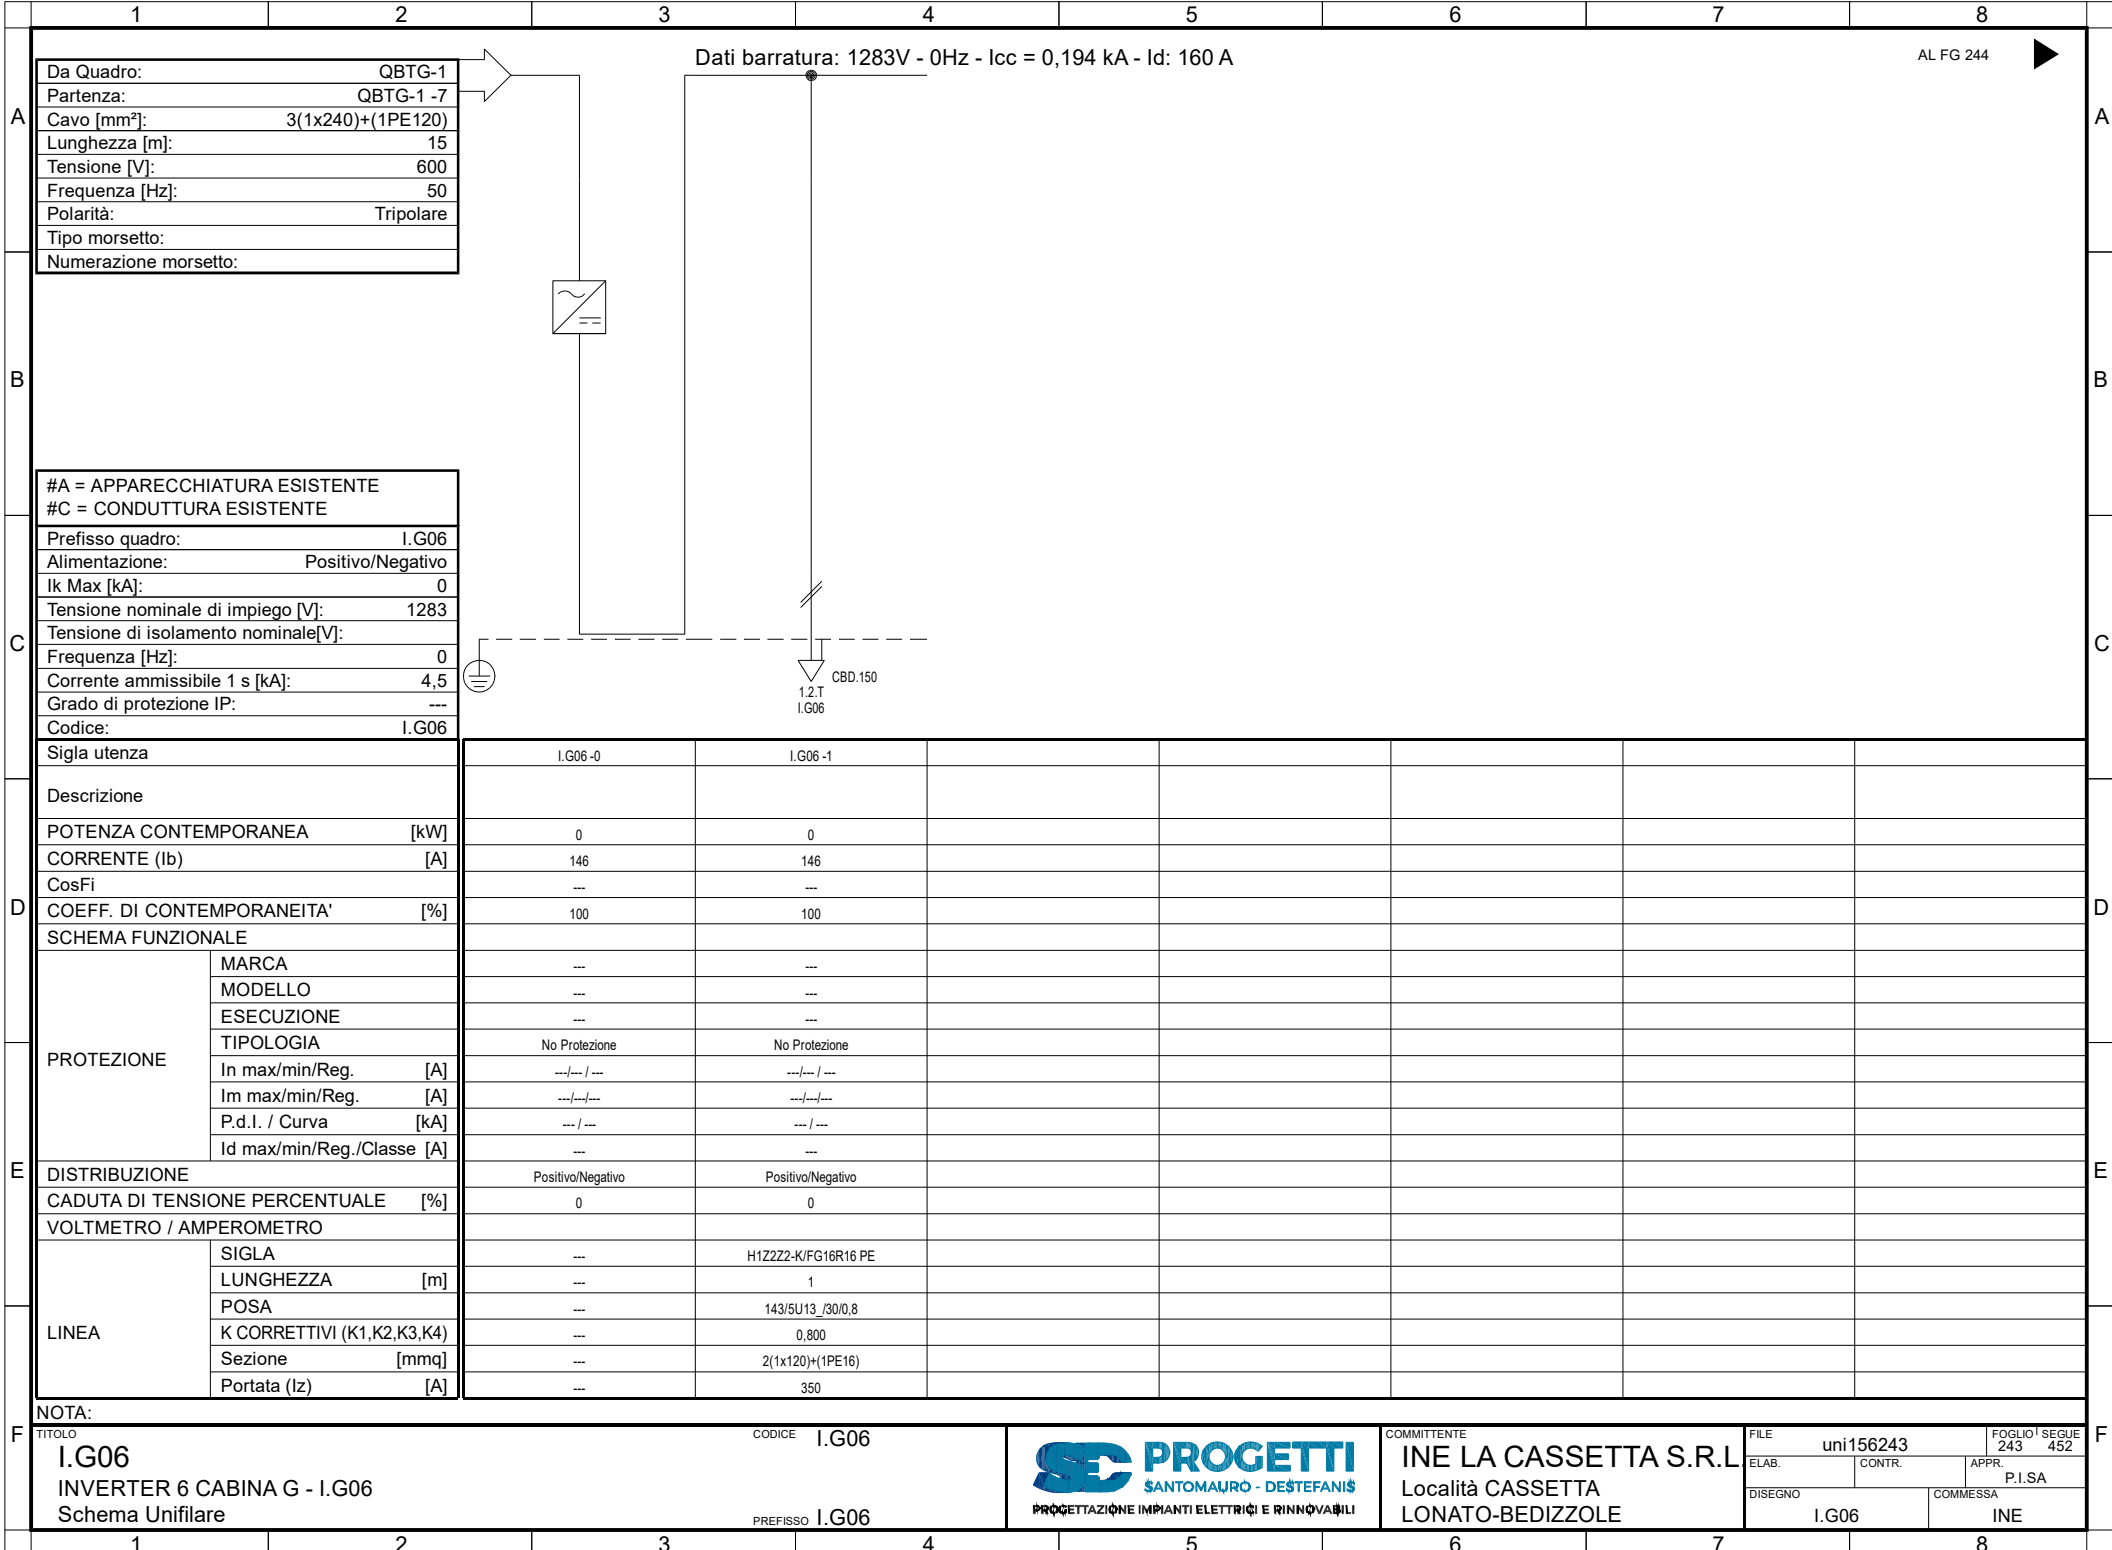 1 2 3 4 5 6 7 8
Dati barratura: 1283V - 0Hz - Icc = 0,194 kA - Id: 160 A
AL FG 244
Da Quadro: QBTG-1
Partenza: QBTG-1 -7
A A
Cavo [mm²]: 3(1x240)+(1PE120)
Lunghezza [m]: 15
Tensione [V]: 600
Frequenza [Hz]: 50
Polarità: Tripolare
Tipo morsetto:
Numerazione morsetto:
B B
#A = APPARECCHIATURA ESISTENTE
#C = CONDUTTURA ESISTENTE
Prefisso quadro: I.G06
Alimentazione: Positivo/Negativo
Ik Max [kA]: 0
Tensione nominale di impiego [V]: 1283
Tensione di isolamento nominale[V]:
C C
Frequenza [Hz]: 0
Corrente ammissibile 1 s [kA]: 4,5
Grado di protezione IP: ---
Codice: I.G06
CBD.150
1.2.T
I.G06
Sigla utenza I.G06 -0 I.G06 -1
Descrizione
POTENZA CONTEMPORANEA [kW] 0 0
CORRENTE (Ib) [A] 146 146
CosFi --- ---
D D
COEFF. DI CONTEMPORANEITA' [%] 100 100
SCHEMA FUNZIONALE
PROTEZIONE
MARCA --- ---
MODELLO --- ---
ESECUZIONE --- ---
TIPOLOGIA No Protezione No Protezione
In max/min/Reg. [A] ---/--- / --- ---/--- / ---
Im max/min/Reg. [A] ---/---/--- ---/---/---
P.d.I. / Curva [kA] --- / --- --- / ---
Id max/min/Reg./Classe [A] --- ---
E E
DISTRIBUZIONE Positivo/Negativo Positivo/Negativo
CADUTA DI TENSIONE PERCENTUALE [%] 0 0
VOLTMETRO / AMPEROMETRO
LINEA
SIGLA --- H1Z2Z2-K/FG16R16 PE
LUNGHEZZA [m] --- 1
POSA --- 143/5U13_/30/0,8
K CORRETTIVI (K1,K2,K3,K4) --- 0,800
Sezione [mmq] --- 2(1x120)+(1PE16)
Portata (Iz) [A] --- 350
NOTA:
F F
TITOLO
I.G06
INVERTER 6 CABINA G - I.G06
Schema Unifilare
CODICE I.G06
PREFISSO I.G06
SD PROGETTI
SANTOMAURO - DESTEFANIS
PROGETTAZIONE IMPIANTI ELETTRICI E RINNOVABILI
COMMITTENTE
INE LA CASSETTA S.R.L.
Località CASSETTA
LONATO-BEDIZZOLE
FILE uni156243
FOGLIO 243 SEGUE 452
ELAB. CONTR. APPR. P.I.SA
DISEGNO I.G06
COMMESSA INE
1 2 3 4 5 6 7 8